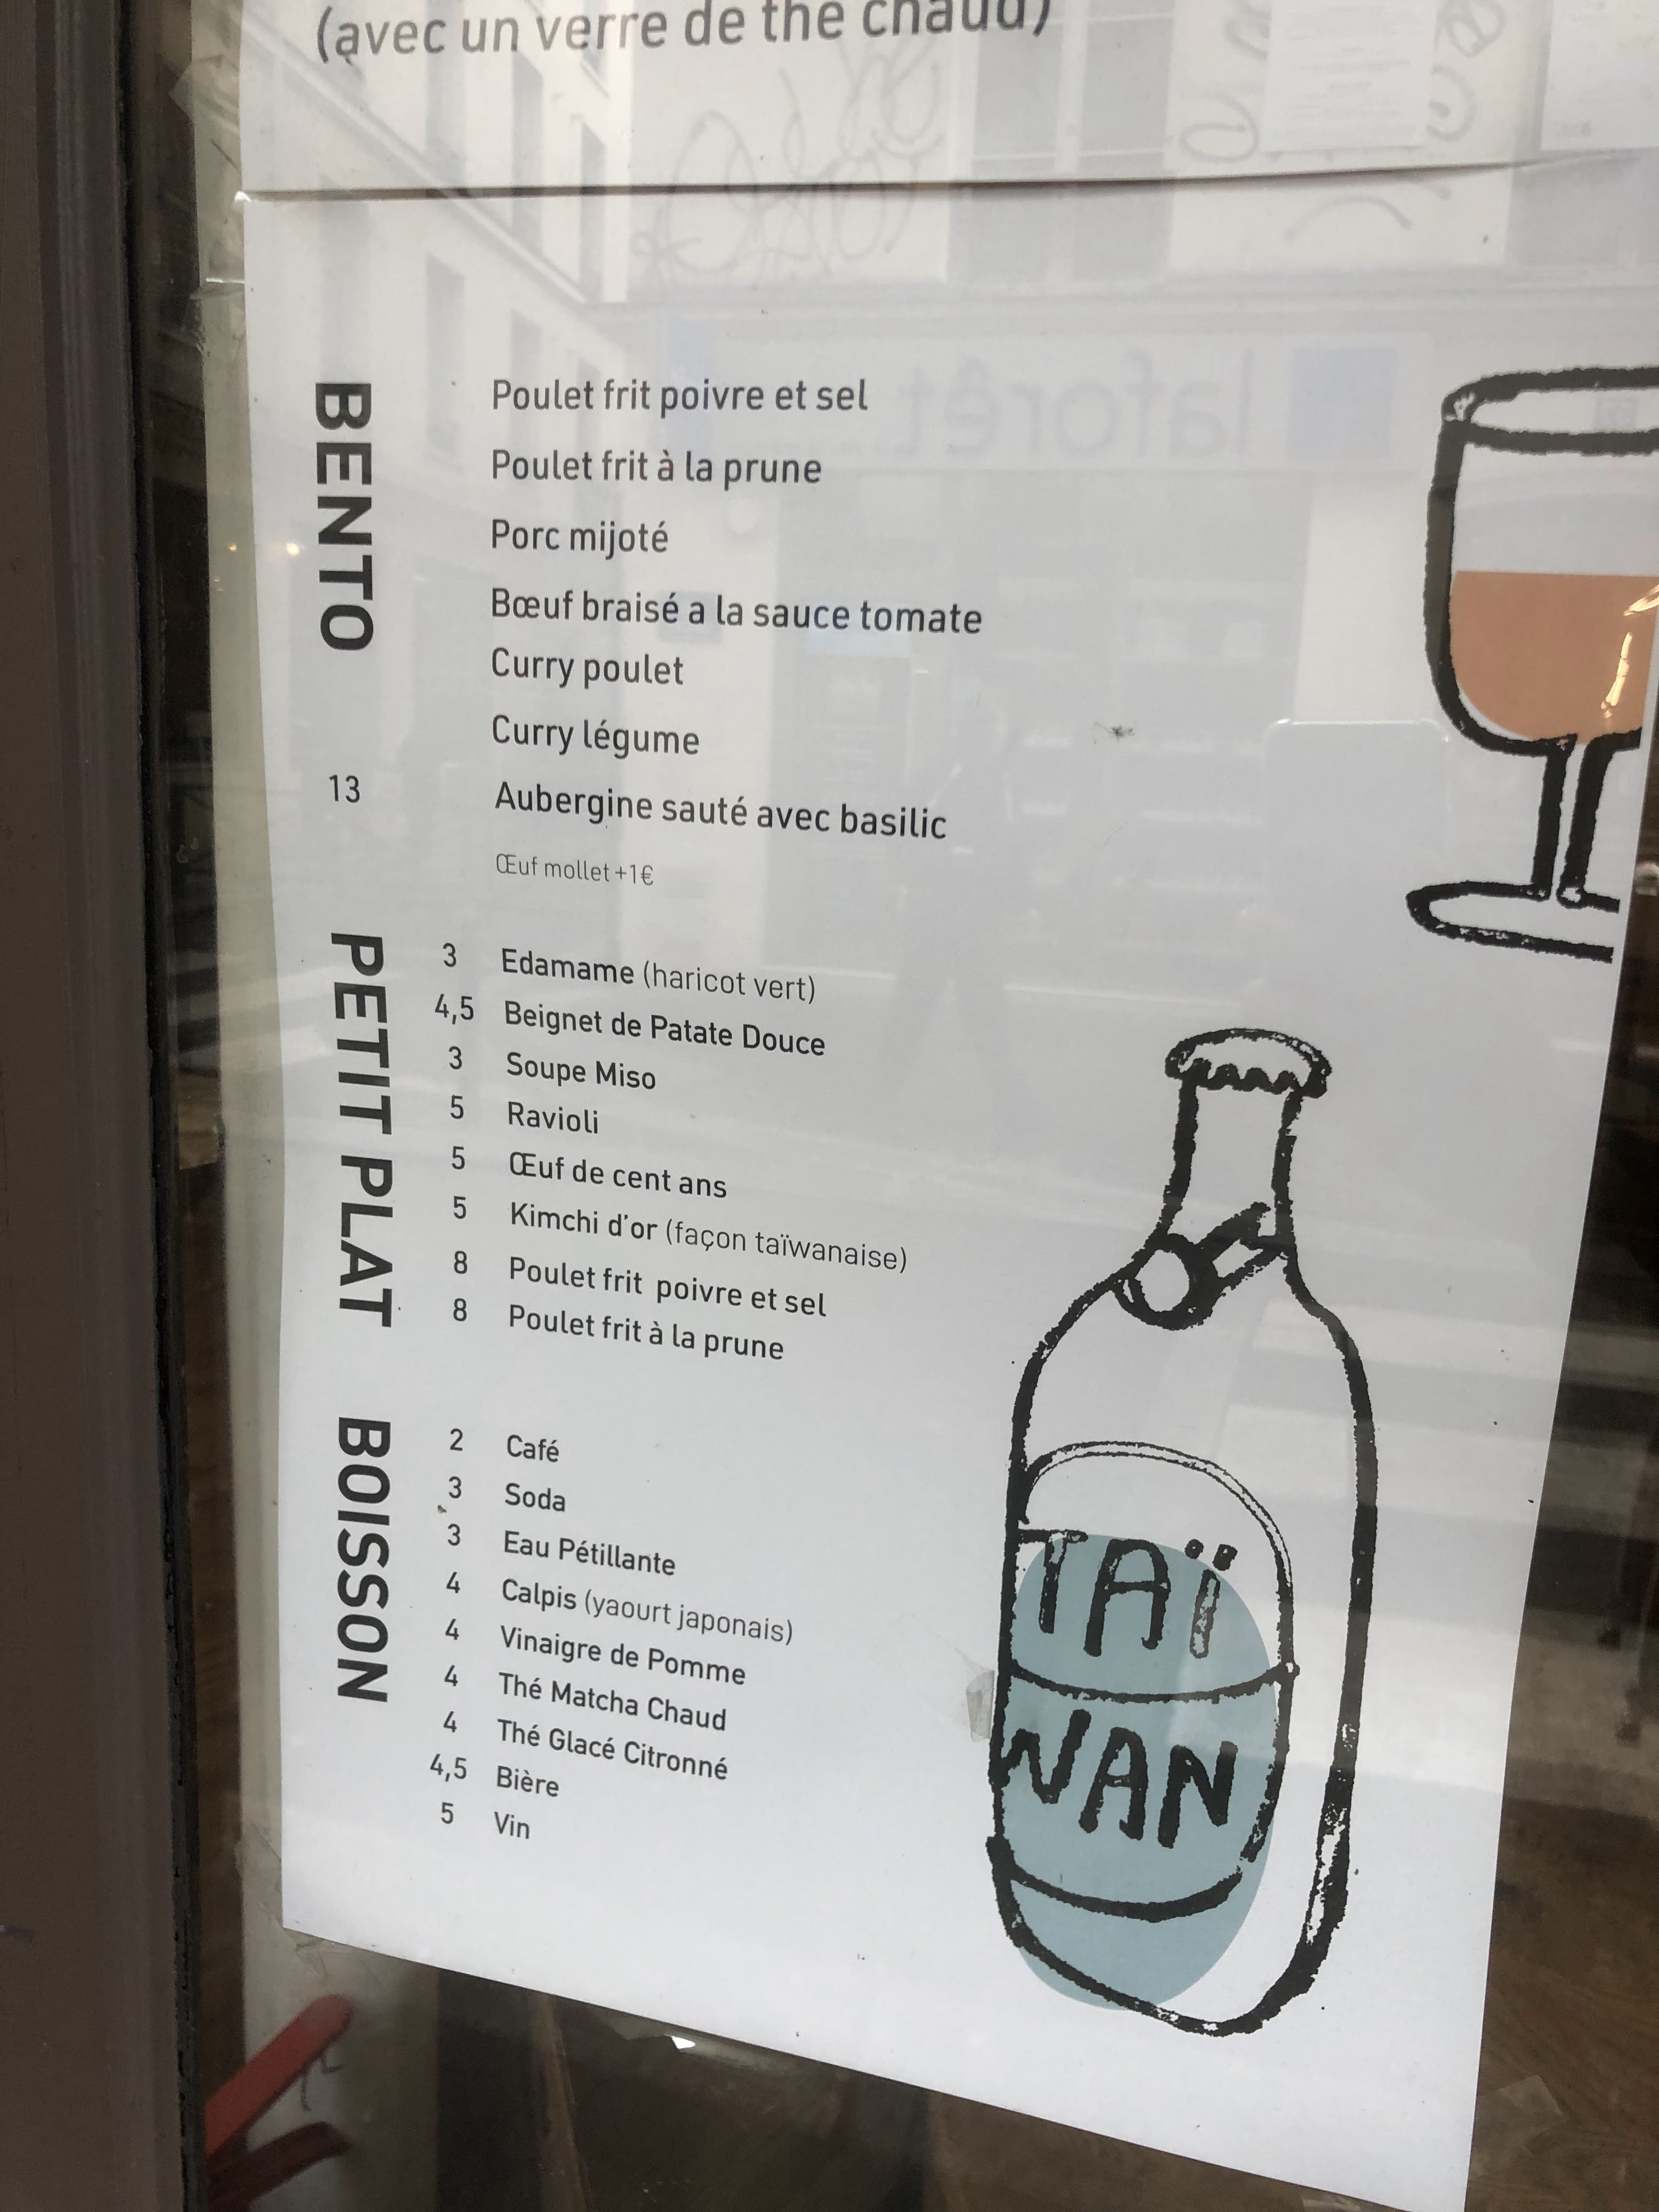 (avec un verre de thé chaud)
BENTO
13
Poulet frit poivre et sel
Poulet frit à la prune
Porc mijoté
Bœuf braisé a la sauce tomate
Curry poulet
Curry légume
Aubergine sauté avec basilic
Œuf mollet +1€
PETIT PLAT
3 Edamame (haricot vert)
4,5 Beignet de Patate Douce
3 Soupe Miso
5 Ravioli
5 Œuf de cent ans
5 Kimchi d'or (façon taïwanaise)
8 Poulet frit poivre et sel
8 Poulet frit à la prune
BOISSON
2 Café
3 Soda
3 Eau Pétillante
4 Calpis (yaourt japonais)
4 Vinaigre de Pomme
4 Thé Matcha Chaud
4 Thé Glacé Citronné
4,5 Bière
5 Vin
TAÏ
WAN
laforêt